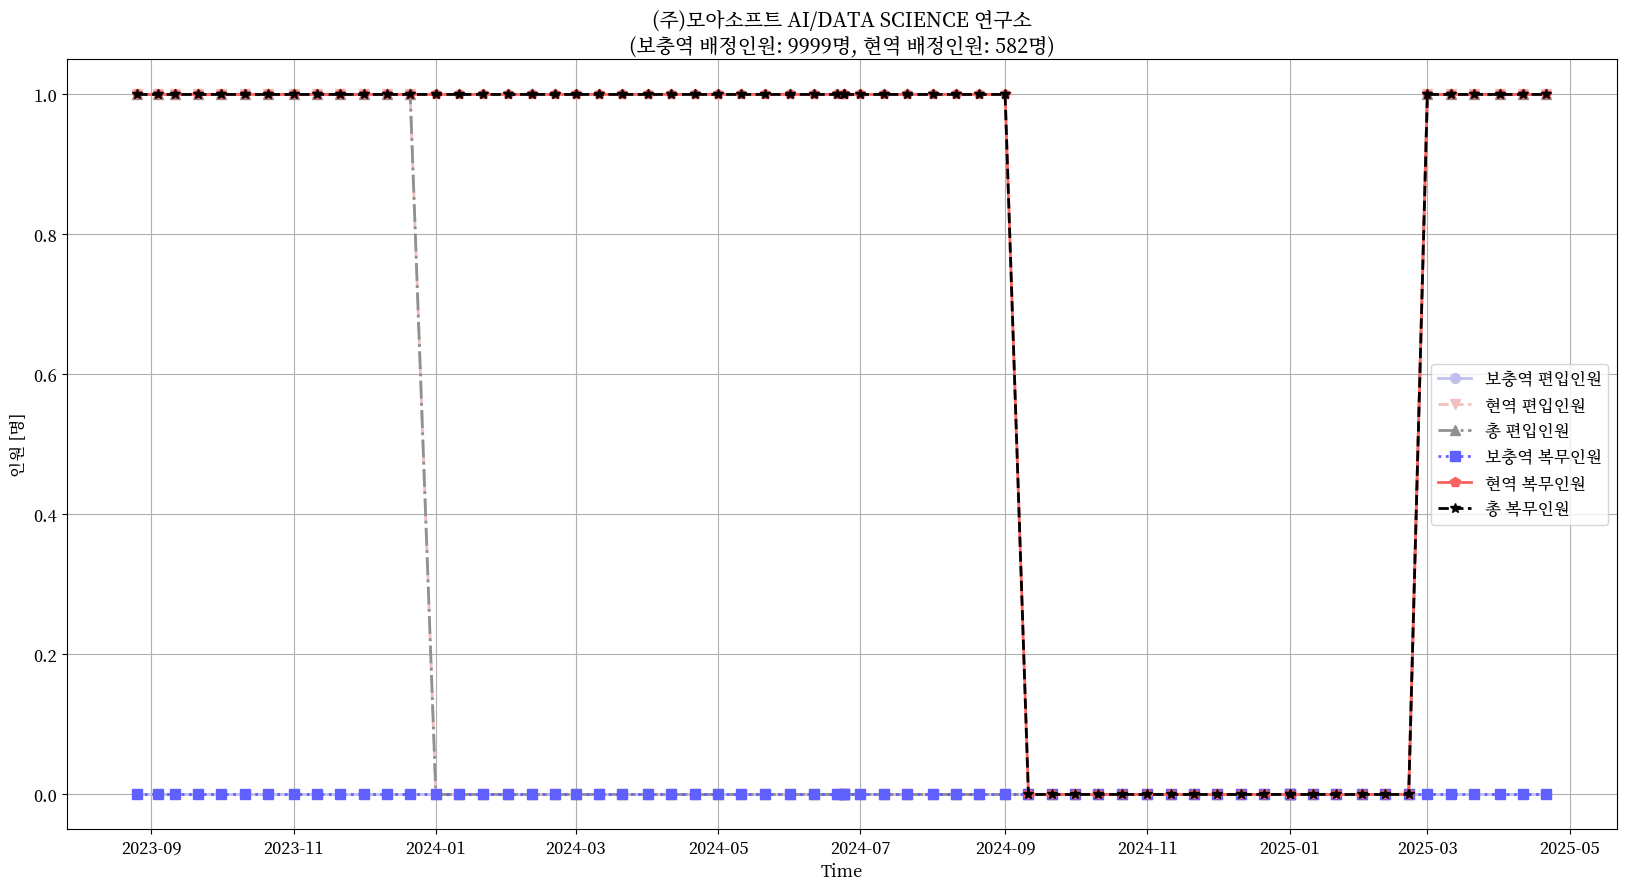 (주)모아소프트 AI/DATA SCIENCE 연구소
(보충역 배정인원: 9999명, 현역 배정인원: 582명)
1.0
0.8
0.6
0.4
0.2
0.0
인원 [명]
보충역 편입인원
현역 편입인원
총 편입인원
보충역 복무인원
현역 복무인원
총 복무인원
2023-09
2023-11
2024-01
2024-03
2024-05
2024-07
2024-09
2024-11
2025-01
2025-03
2025-05
Time